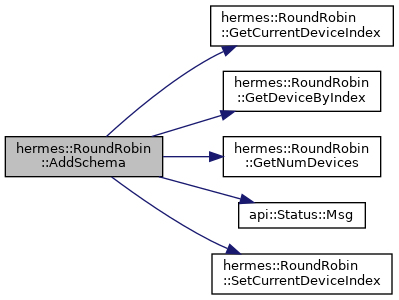 hermes::RoundRobin
::AddSchema
hermes::RoundRobin
::GetCurrentDeviceIndex
hermes::RoundRobin
::GetDeviceByIndex
hermes::RoundRobin
::GetNumDevices
api::Status::Msg
hermes::RoundRobin
::SetCurrentDeviceIndex